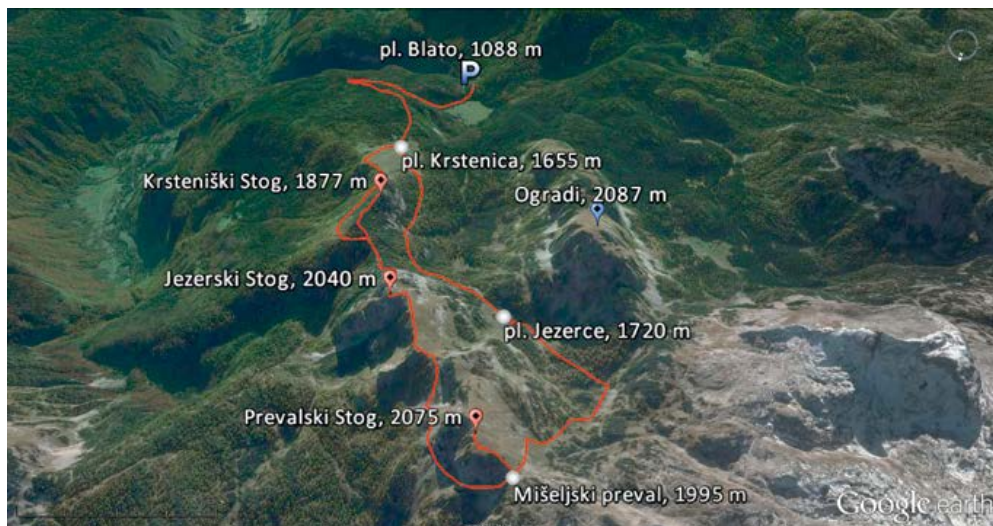 pl. Blato, 1088 m
P
pl. Krstenica, 1655 m
Krsteniški Stog, 1877 m
Ogradi, 2087 m
Jezerski Stog, 2040 m
pl. Jezerce, 1720 m
Prevalski Stog, 2075 m
Mišeljski preval, 1995 m
Google earth